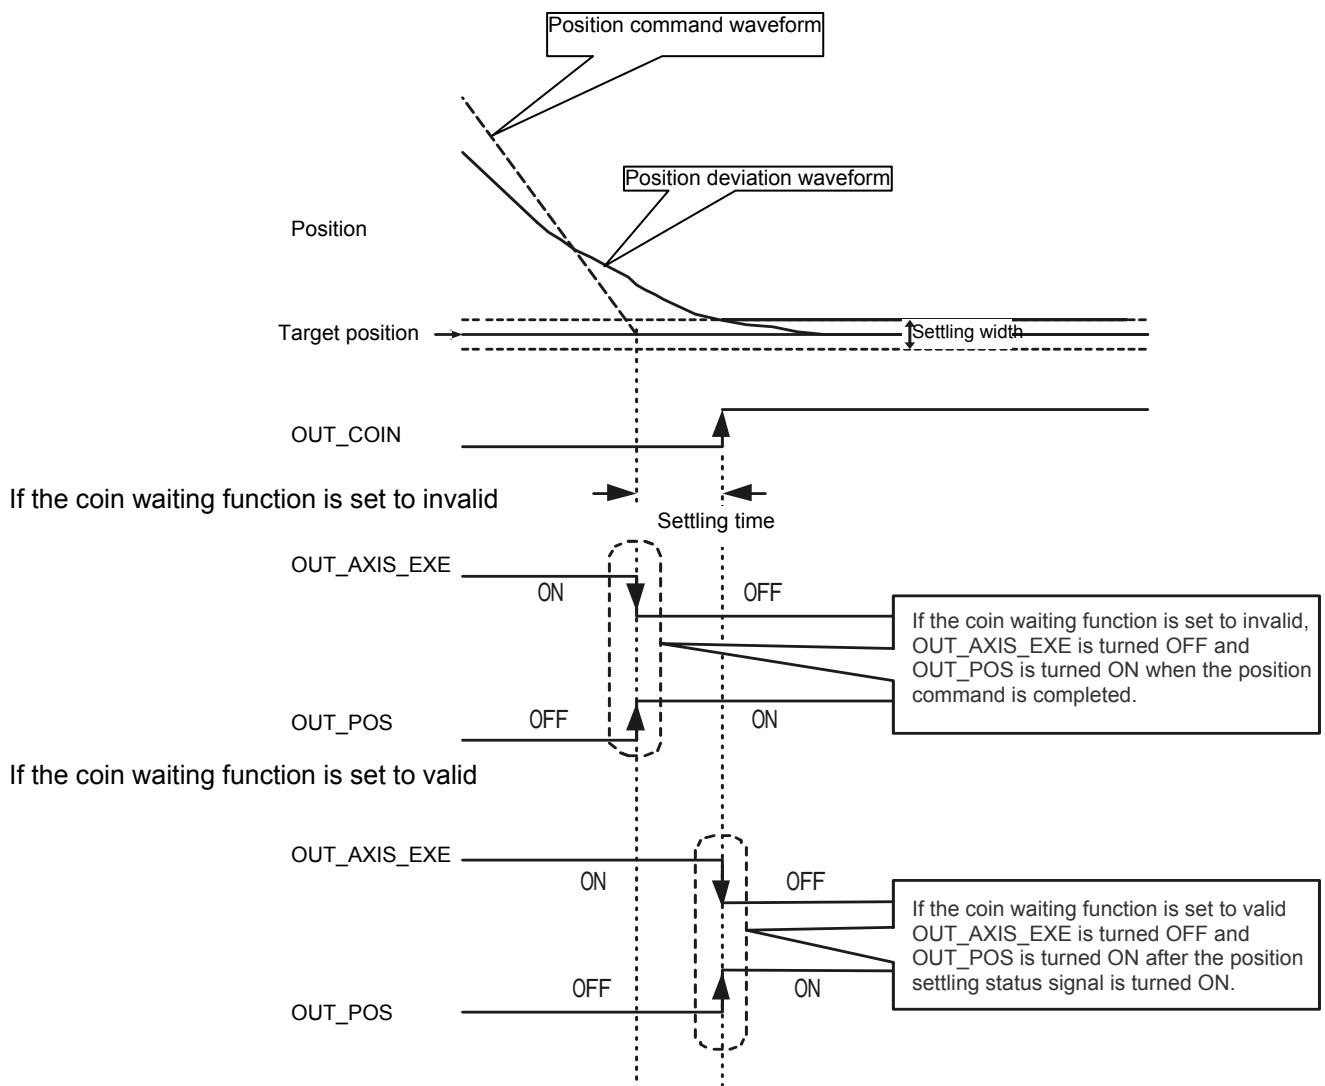 Position command waveform
Position deviation waveform
Position
Target position
Settling width
OUT_COIN
If the coin waiting function is set to invalid
Settling time
OUT_AXIS_EXE
ON
OFF
If the coin waiting function is set to invalid,
OUT_AXIS_EXE is turned OFF and
OUT_POS is turned ON when the position
command is completed.
OUT_POS
OFF
ON
If the coin waiting function is set to valid
OUT_AXIS_EXE
ON
OFF
If the coin waiting function is set to valid
OUT_AXIS_EXE is turned OFF and
OUT_POS is turned ON after the position
settling status signal is turned ON.
OUT_POS
OFF
ON